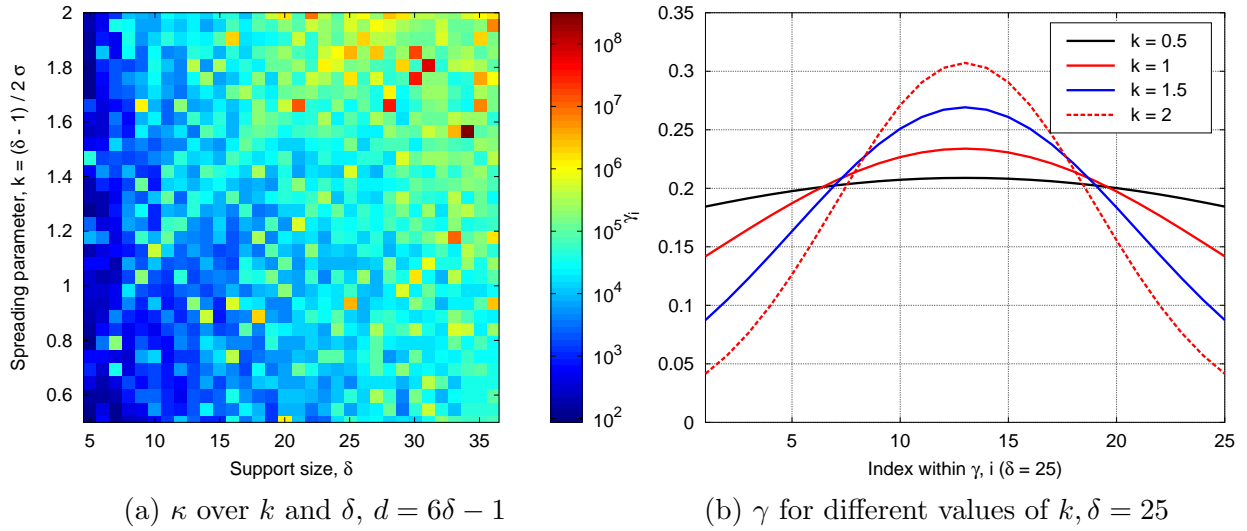 2
1.8
1.6
1.4
1.2
1
0.8
0.6
Spreading parameter, k = (δ - 1) / 2 σ
5 10 15 20 25 30 35
Support size, δ
10^8
10^7
10^6
10^5
10^4
10^3
10^2
(a) κ over k and δ, d = 6δ − 1
0.35
0.3
0.25
0.2
0.15
0.1
0.05
0
γ_i
k = 0.5
k = 1
k = 1.5
k = 2
5 10 15 20 25
Index within γ, i (δ = 25)
(b) γ for different values of k, δ = 25